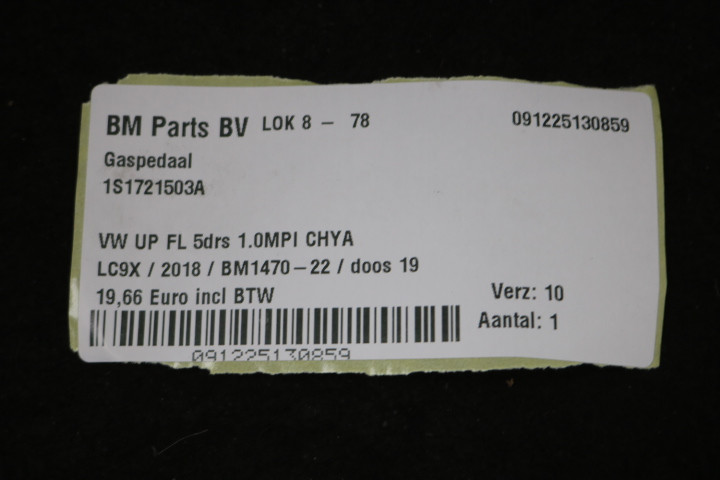 BM Parts BV LOK 8 - 78 091225130859
Gaspedaal
1S1721503A
VW UP FL 5drs 1.0MPI CHYA
LC9X / 2018 / BM1470-22 / doos 19
19,66 Euro incl BTW Verz: 10
Aantal: 1
091225130859